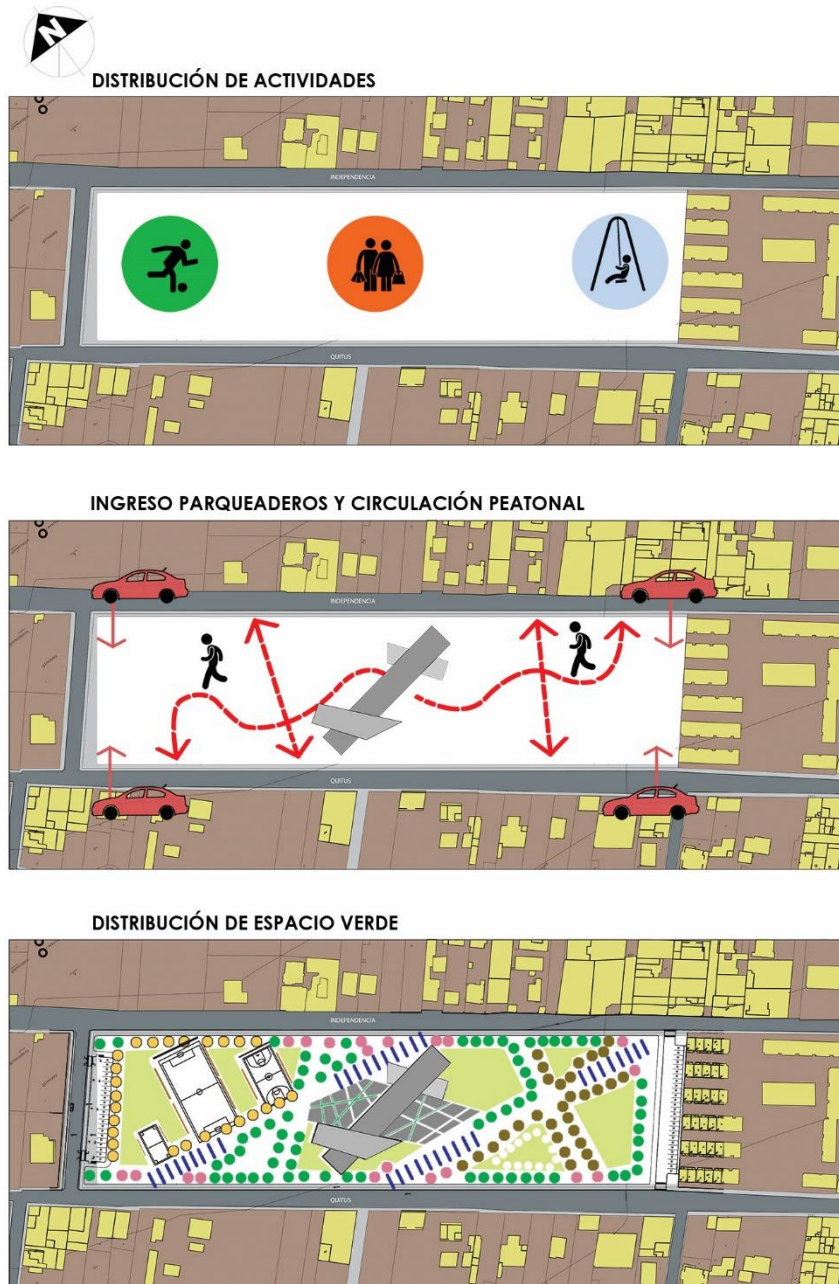 N
DISTRIBUCIÓN DE ACTIVIDADES
INDEPENDENCIA
QUITUS
INGRESO PARQUEADEROS Y CIRCULACIÓN PEATONAL
INDEPENDENCIA
QUITUS
DISTRIBUCIÓN DE ESPACIO VERDE
INDEPENDENCIA
QUITUS